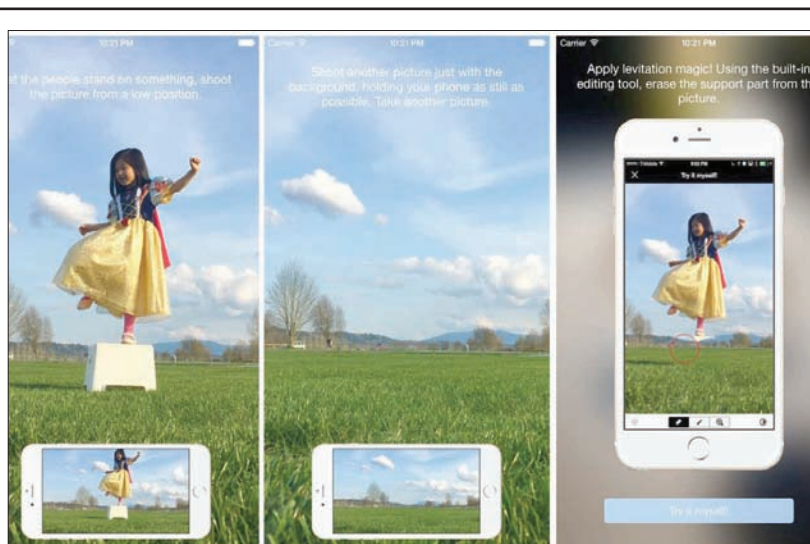 10:21 PM
at the people stand on something, shoot
the picture from a low position.
Carrier 10:21 PM
Shoot another picture just with the
background, holding your phone as still as
possible. Take another picture.
Carrier 10:21 PM
Apply levitation magic! Using the built-in
editing tool, erase the support part from th
picture.
Try it myself!
Try it myself!